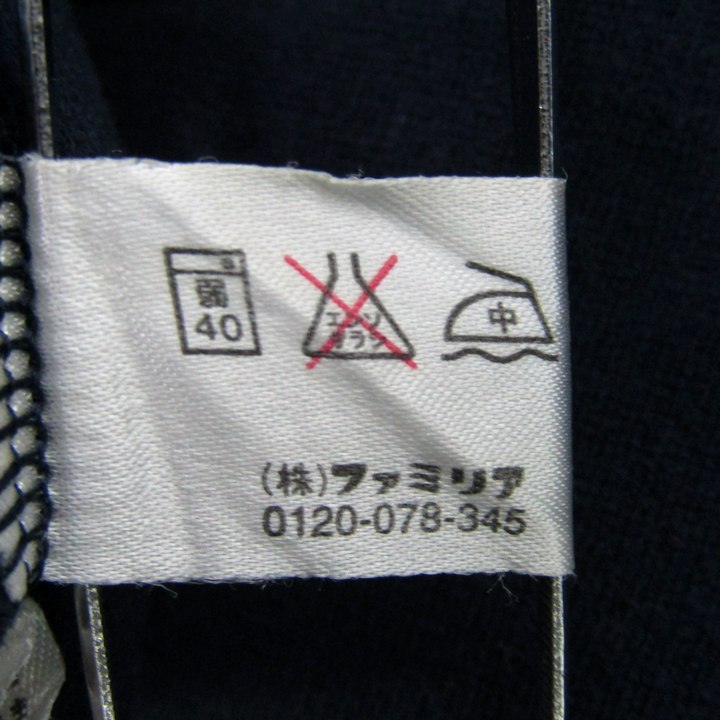 弱
40
エンソ
サラシ
中
(株)ファミリア
0120-078-345